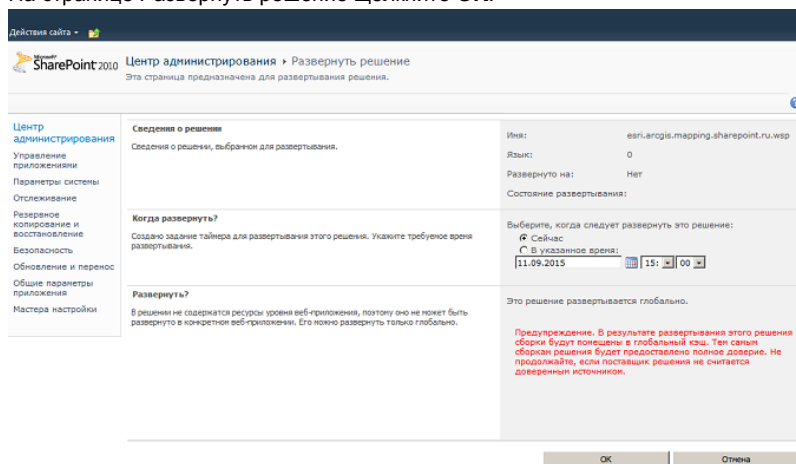 На странице Развернуть решение щелкните ОК.
Действия сайта
Microsoft
SharePoint 2010
Центр администрирования ▸ Развернуть решение
Эта страница предназначена для развертывания решения.
Центр
администрирования
Управление
приложениями
Параметры системы
Отслеживание
Резервное
копирование и
восстановление
Безопасность
Обновление и перенос
Общие параметры
приложения
Мастера настройки
Сведения о решении
Сведения о решении, выбранном для развертывания.
Имя: esri.arcgis.mapping.sharepoint.ru.wsp
Язык: 0
Развернуто на: Нет
Состояние развертывания:
Когда развернуть?
Создано задание таймера для развертывания этого решения. Укажите требуемое время
развертывания.
Выберите, когда следует развернуть это решение:
Сейчас
В указанное время:
11.09.2015 15: 00
Развернуть?
В решении не содержатся ресурсы уровня веб-приложения, поэтому оно не может быть
развернуто в конкретном веб-приложении. Его можно развернуть только глобально.
Это решение развертывается глобально.
Предупреждение. В результате развертывания этого решения
сборки будут помещены в глобальный кэш. Тем самым
сборкам решения будет предоставлено полное доверие. Не
продолжайте, если поставщик решения не считается
доверенным источником.
ОК Отмена